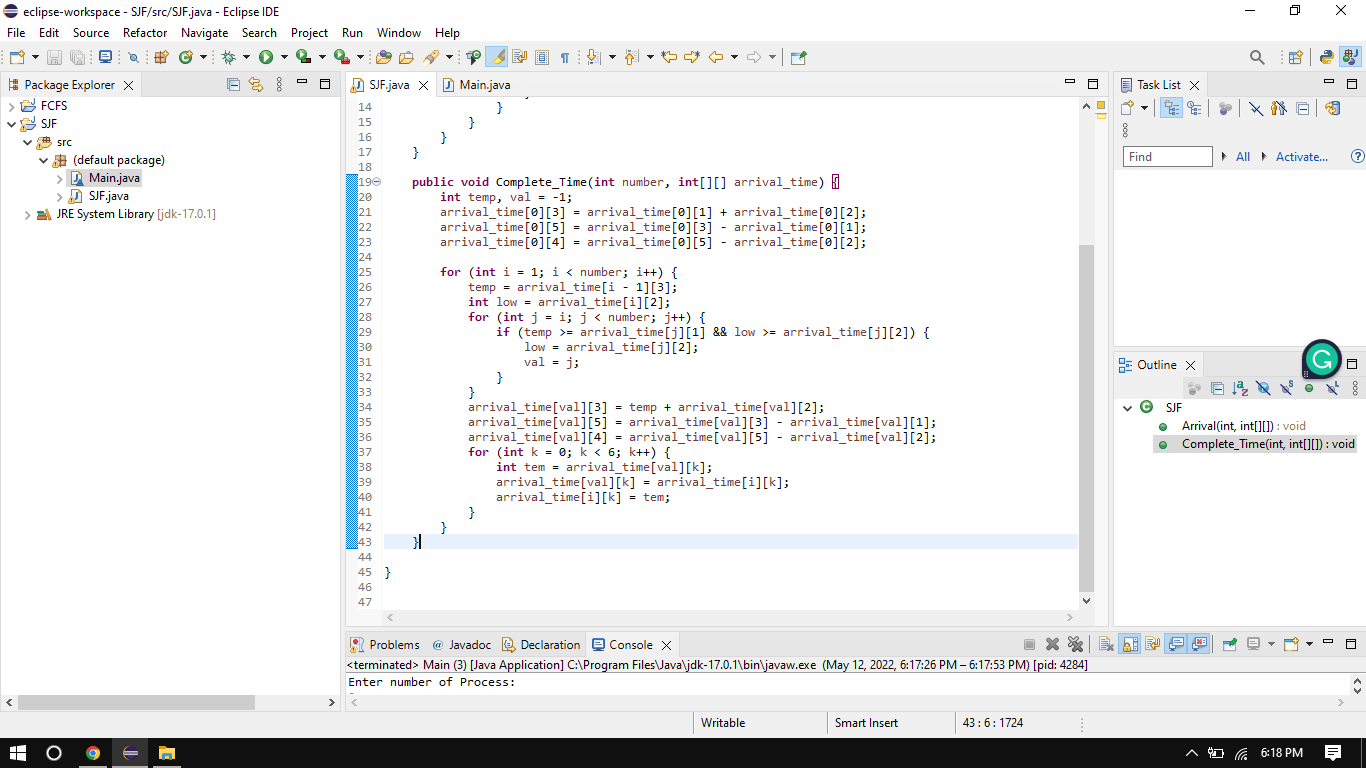 eclipse-workspace - SJF/src/SJF.java - Eclipse IDE
File Edit Source Refactor Navigate Search Project Run Window Help
Package Explorer
FCFS
SJF
src
(default package)
Main.java
SJF.java
JRE System Library [jdk-17.0.1]
SJF.java Main.java
14 }
15 }
16 }
17 }
18
19 public void Complete_Time(int number, int[][] arrival_time) {
20 int temp, val = -1;
21 arrival_time[0][3] = arrival_time[0][1] + arrival_time[0][2];
22 arrival_time[0][5] = arrival_time[0][3] - arrival_time[0][1];
23 arrival_time[0][4] = arrival_time[0][5] - arrival_time[0][2];
24
25 for (int i = 1; i < number; i++) {
26 temp = arrival_time[i - 1][3];
27 int low = arrival_time[i][2];
28 for (int j = i; j < number; j++) {
29 if (temp >= arrival_time[j][1] && low >= arrival_time[j][2]) {
30 low = arrival_time[j][2];
31 val = j;
32 }
33 }
34 arrival_time[val][3] = temp + arrival_time[val][2];
35 arrival_time[val][5] = arrival_time[val][3] - arrival_time[val][1];
36 arrival_time[val][4] = arrival_time[val][5] - arrival_time[val][2];
37 for (int k = 0; k < 6; k++) {
38 int tem = arrival_time[val][k];
39 arrival_time[val][k] = arrival_time[i][k];
40 arrival_time[i][k] = tem;
41 }
42 }
43 }
44
45 }
46
47
Task List
Find All Activate...
Outline
SJF
Arrival(int, int[][]) : void
Complete_Time(int, int[][]) : void
Problems @ Javadoc Declaration Console
<terminated> Main (3) [Java Application] C:\Program Files\Java\jdk-17.0.1\bin\javaw.exe (May 12, 2022, 6:17:26 PM – 6:17:53 PM) [pid: 4284]
Enter number of Process:
Writable Smart Insert 43 : 6 : 1724
6:18 PM